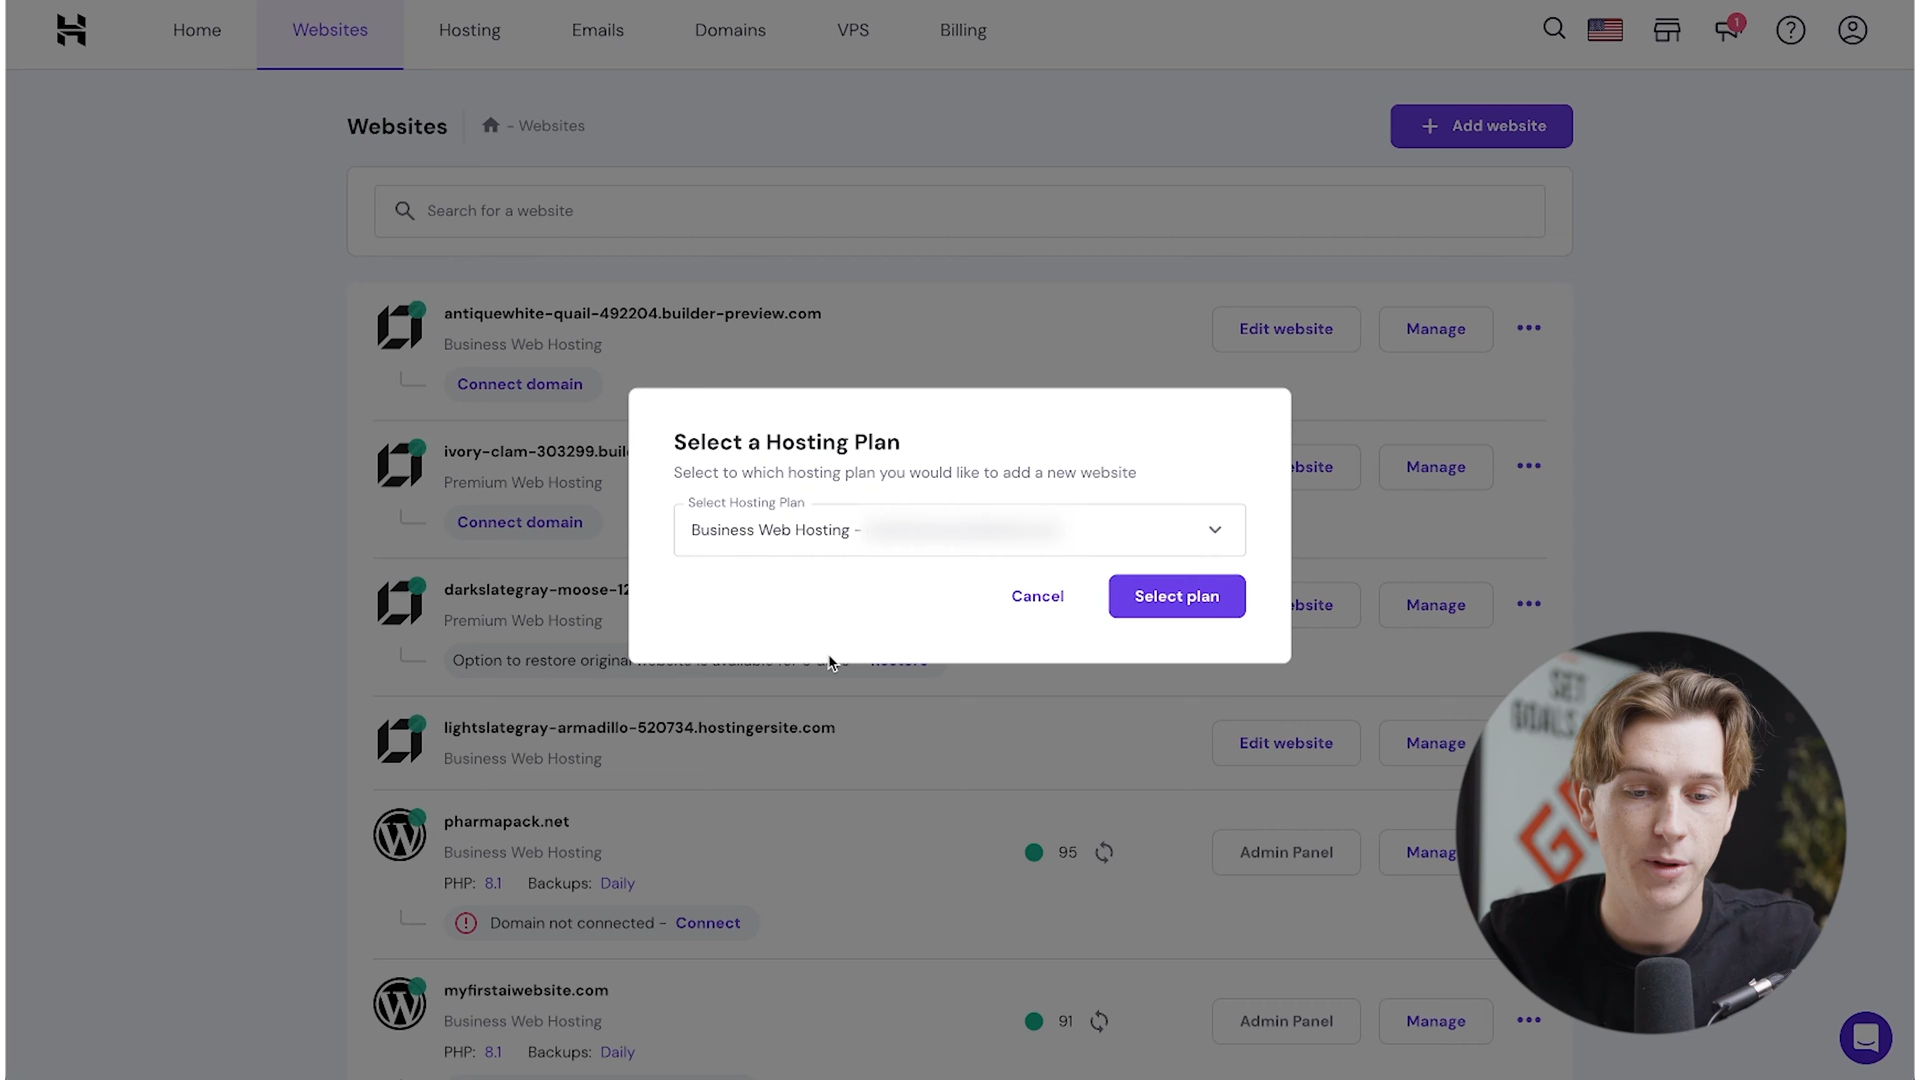 Home Websites Hosting Emails Domains VPS Billing
1
Websites - Websites
Add website
Search for a website
antiquewhite-quail-492204.builder-preview.com
Business Web Hosting
Edit website Manage
Connect domain
Select a Hosting Plan
Select to which hosting plan you would like to add a new website
Select Hosting Plan
Business Web Hosting -
Cancel Select plan
ivory-clam-303299.buil
Premium Web Hosting
ebsite Manage
Connect domain
darkslategray-moose-12
Premium Web Hosting
ebsite Manage
Option to restore original
lightslategray-armadillo-520734.hostingersite.com
Business Web Hosting
Edit website Manage
pharmapack.net
Business Web Hosting
95 Admin Panel Manag
PHP: 8.1 Backups: Daily
Domain not connected - Connect
myfirstaiwebsite.com
Business Web Hosting
91 Admin Panel Manage
PHP: 8.1 Backups: Daily
SET
GOALS